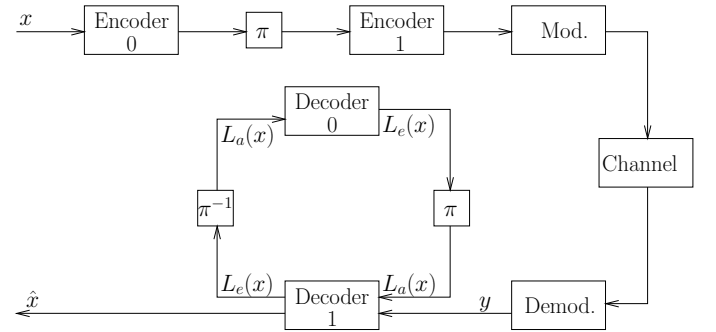 x
Encoder
0
π
Encoder
1
Mod.
Decoder
0
L_a(x)
L_e(x)
Channel
π^{-1}
π
L_e(x)
L_a(x)
x̂
Decoder
1
y
Demod.